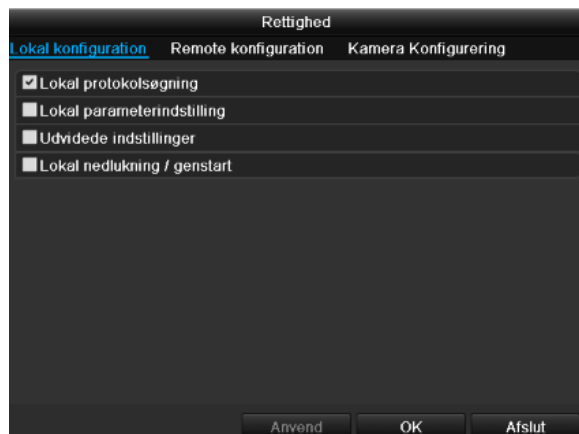 Rettighed
Lokal konfiguration Remote konfiguration Kamera Konfigurering
Lokal protokolsøgning
Lokal parameterindstilling
Udvidede indstillinger
Lokal nedlukning / genstart
Anvend OK Afslut